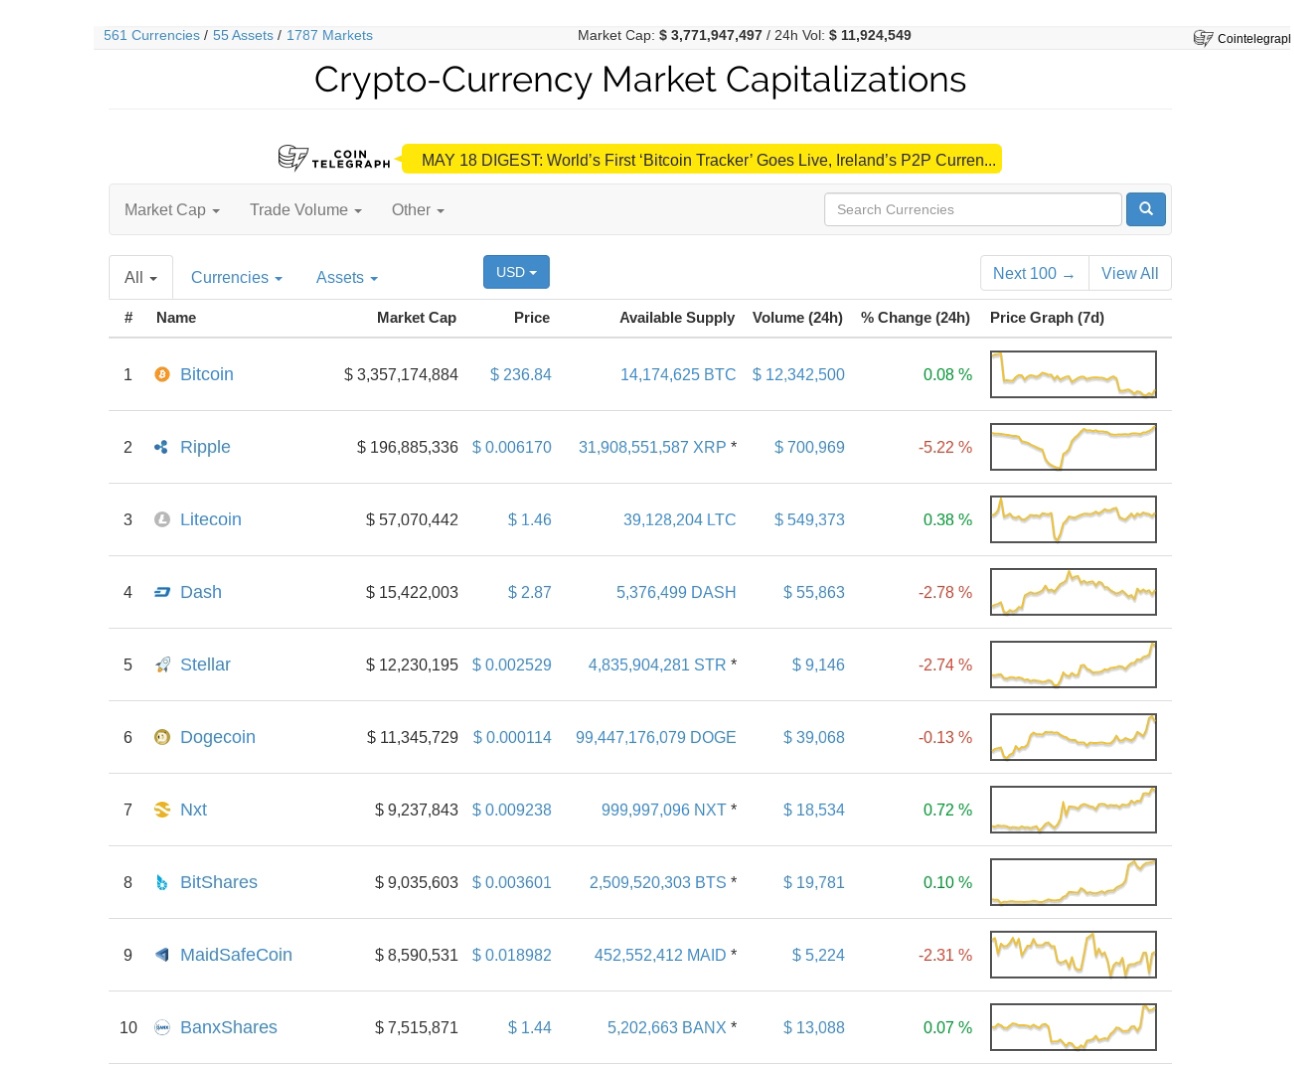 561 Currencies / 55 Assets / 1787 Markets Market Cap: $ 3,771,947,497 / 24h Vol: $ 11,924,549 Cointelegrapl
Crypto-Currency Market Capitalizations
COIN TELEGRAPH MAY 18 DIGEST: World's First ‘Bitcoin Tracker’ Goes Live, Ireland's P2P Curren...
Market Cap Trade Volume Other Search Currencies
All Currencies Assets USD Next 100 → View All
# Name Market Cap Price Available Supply Volume (24h) % Change (24h) Price Graph (7d)
1 Bitcoin $ 3,357,174,884 $ 236.84 14,174,625 BTC $ 12,342,500 0.08 %
2 Ripple $ 196,885,336 $ 0.006170 31,908,551,587 XRP * $ 700,969 -5.22 %
3 Litecoin $ 57,070,442 $ 1.46 39,128,204 LTC $ 549,373 0.38 %
4 Dash $ 15,422,003 $ 2.87 5,376,499 DASH $ 55,863 -2.78 %
5 Stellar $ 12,230,195 $ 0.002529 4,835,904,281 STR * $ 9,146 -2.74 %
6 Dogecoin $ 11,345,729 $ 0.000114 99,447,176,079 DOGE $ 39,068 -0.13 %
7 Nxt $ 9,237,843 $ 0.009238 999,997,096 NXT * $ 18,534 0.72 %
8 BitShares $ 9,035,603 $ 0.003601 2,509,520,303 BTS * $ 19,781 0.10 %
9 MaidSafeCoin $ 8,590,531 $ 0.018982 452,552,412 MAID * $ 5,224 -2.31 %
10 BanxShares $ 7,515,871 $ 1.44 5,202,663 BANX * $ 13,088 0.07 %